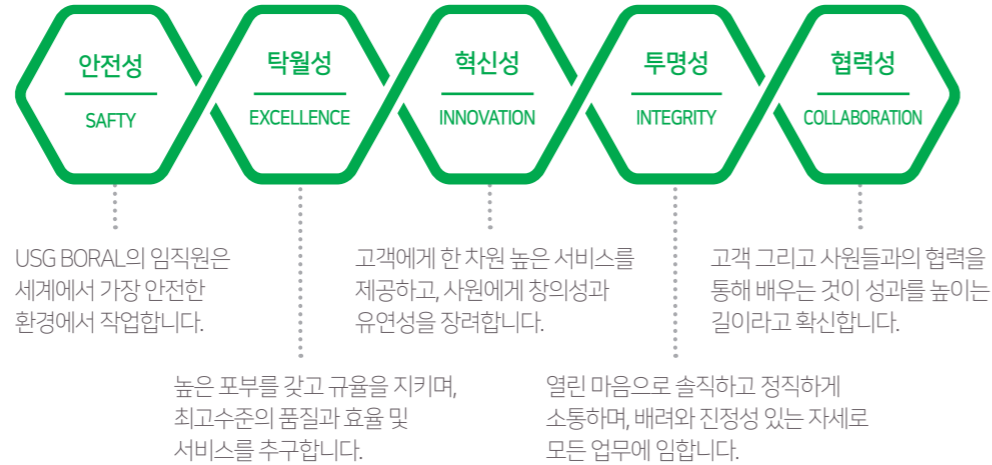 안전성
SAFTY
탁월성
EXCELLENCE
혁신성
INNOVATION
투명성
INTEGRITY
협력성
COLLABORATION
USG BORAL의 임직원은
세계에서 가장 안전한
환경에서 작업합니다.
높은 포부를 갖고 규율을 지키며,
최고수준의 품질과 효율 및
서비스를 추구합니다.
고객에게 한 차원 높은 서비스를
제공하고, 사원에게 창의성과
유연성을 장려합니다.
열린 마음으로 솔직하고 정직하게
소통하며, 배려와 진정성 있는 자세로
모든 업무에 임합니다.
고객 그리고 사원들과의 협력을
통해 배우는 것이 성과를 높이는
길이라고 확신합니다.